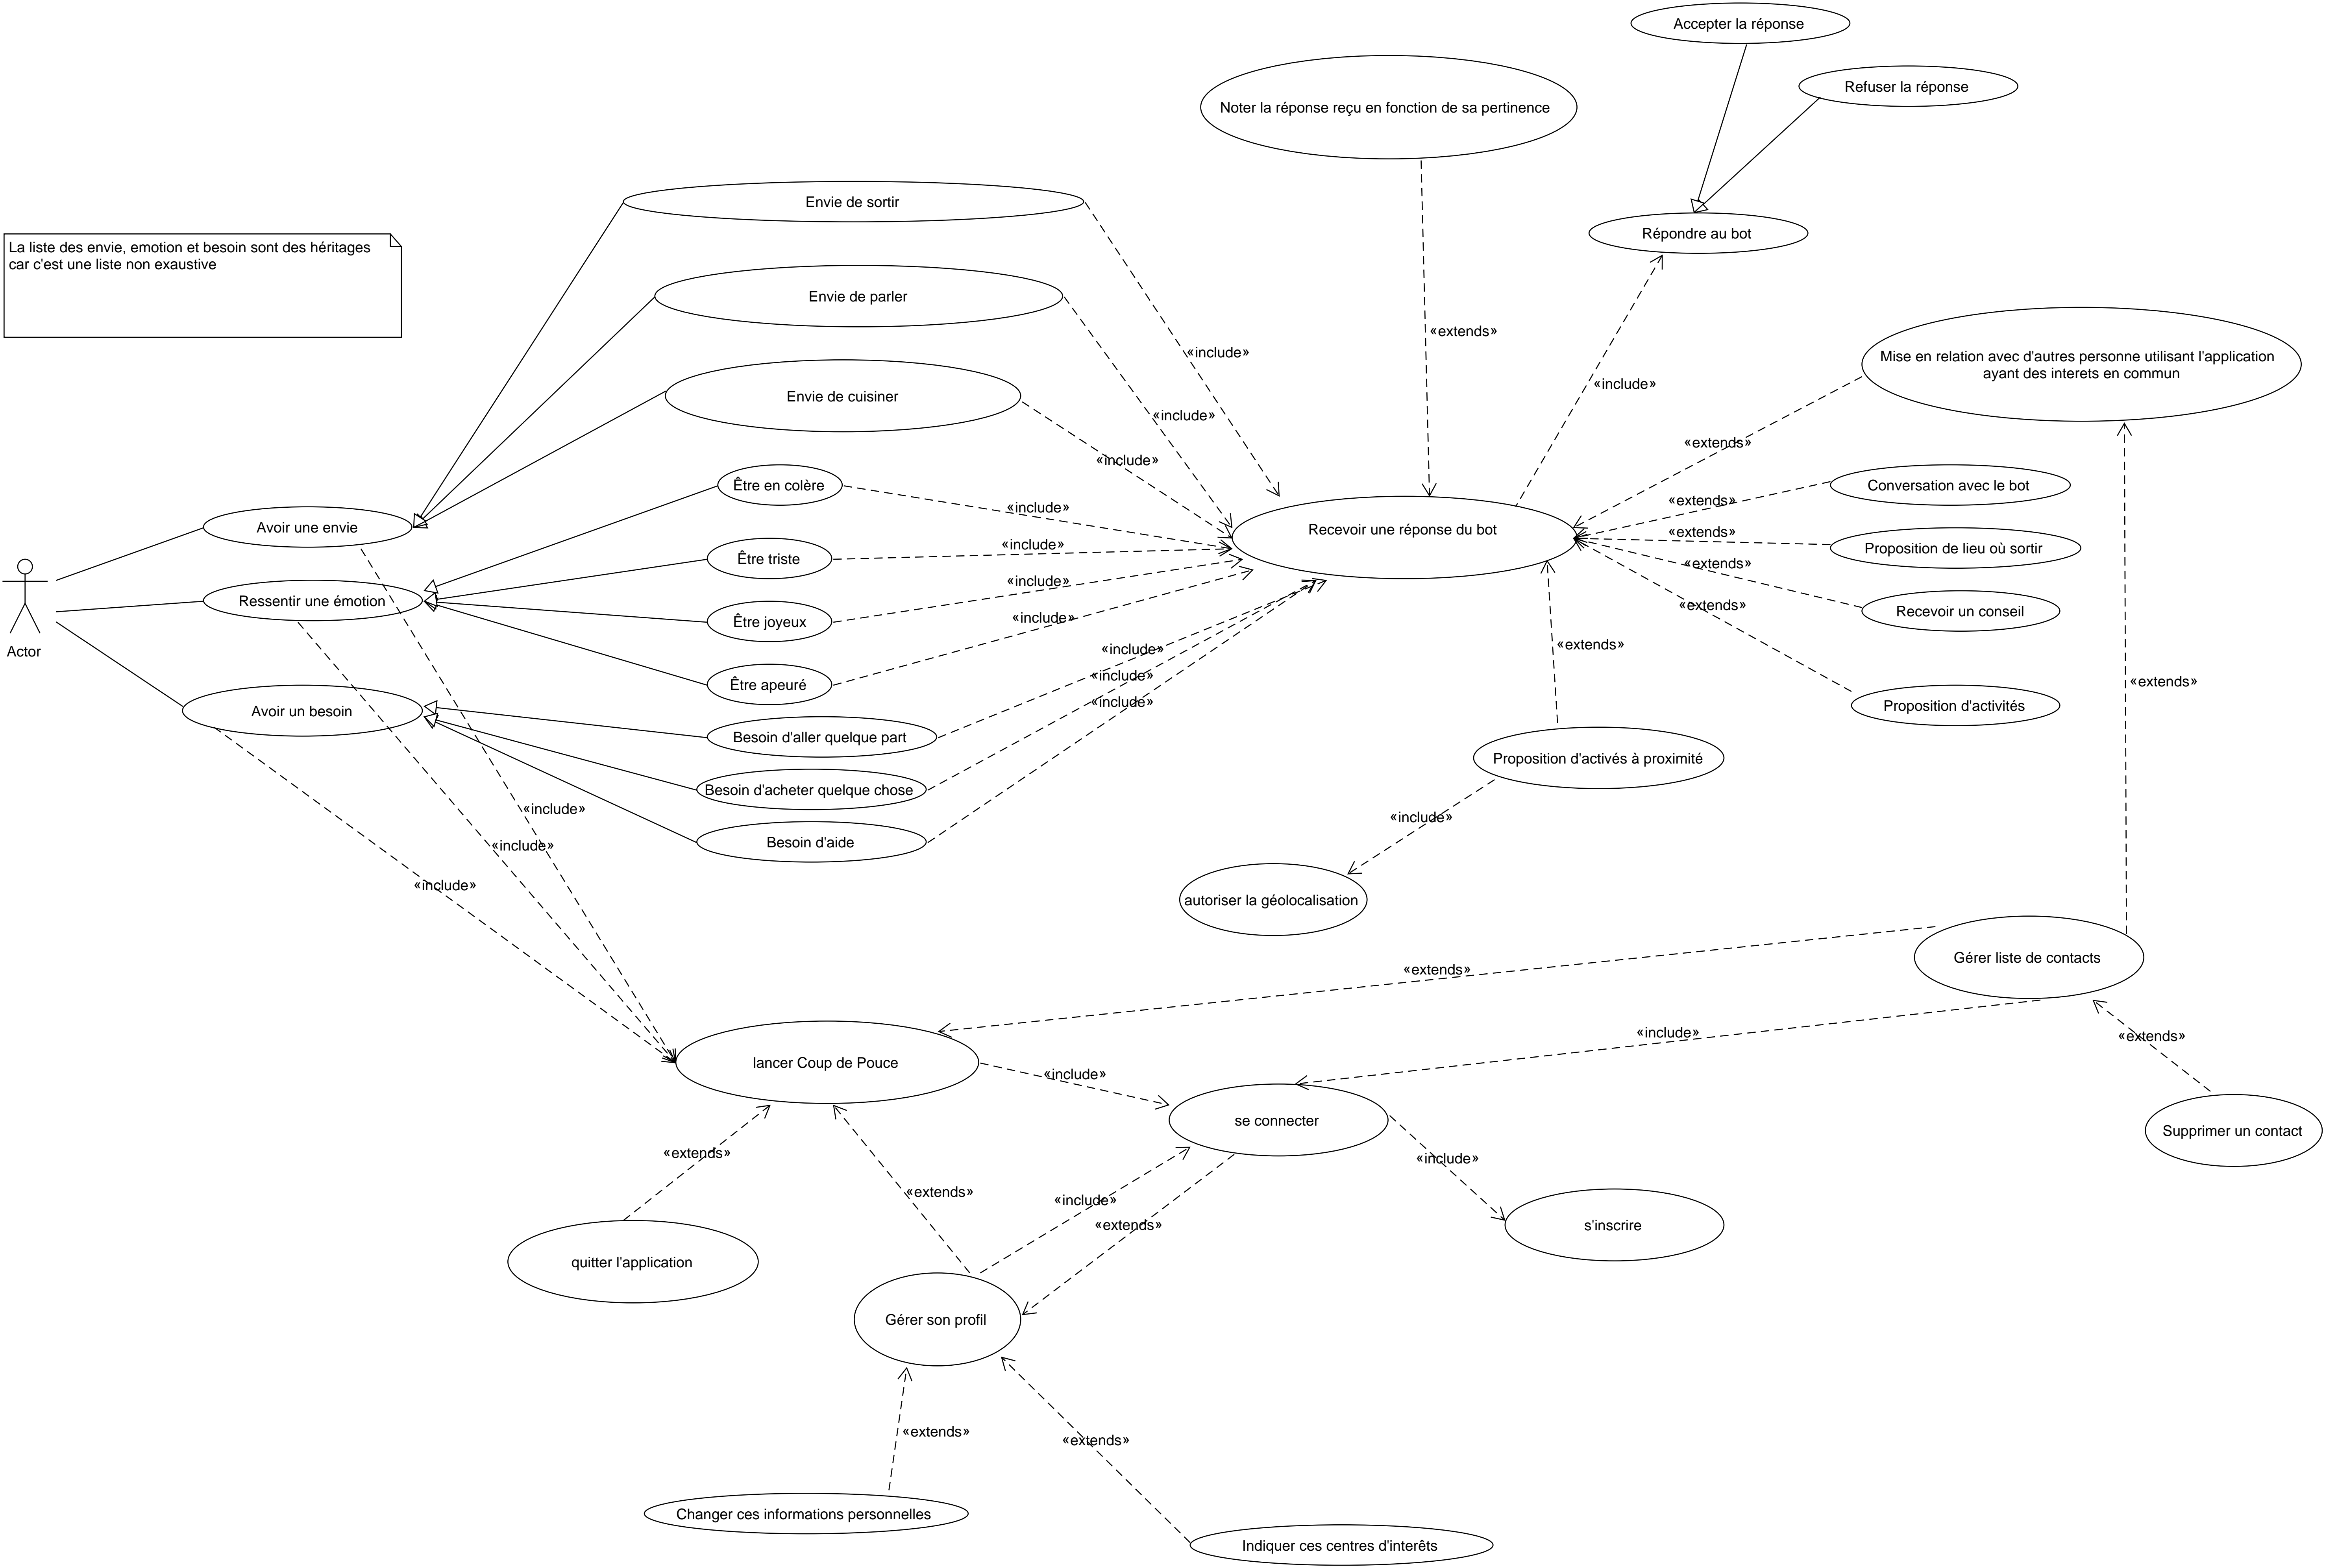 Accepter la réponse
Refuser la réponse
Noter la réponse reçu en fonction de sa pertinence
Envie de sortir
Répondre au bot
La liste des envie, emotion et besoin sont des héritages
car c'est une liste non exaustive
Envie de parler
«extends»
«include»
Mise en relation avec d'autres personne utilisant l'application
ayant des interets en commun
«include»
Envie de cuisiner
«include»
«extends»
«include»
Être en colère
Conversation avec le bot
«extends»
«include»
Avoir une envie
Recevoir une réponse du bot
«extends»
«include»
Être triste
Proposition de lieu où sortir
«extends»
«include»
Ressentir une émotion
«extends»
Recevoir un conseil
Être joyeux
«include»
Actor
«include»
«extends»
Être apeuré
«include»
«extends»
Avoir un besoin
«include»
Proposition d'activités
Besoin d'aller quelque part
Proposition d'activés à proximité
Besoin d'acheter quelque chose
«include»
«include»
Besoin d'aide
«include»
«include»
autoriser la géolocalisation
Gérer liste de contacts
«extends»
«include»
«extends»
lancer Coup de Pouce
«include»
se connecter
Supprimer un contact
«extends»
«include»
«extends»
«include»
«extends»
s'inscrire
quitter l'application
Gérer son profil
«extends»
«extends»
Changer ces informations personnelles
Indiquer ces centres d'interêts